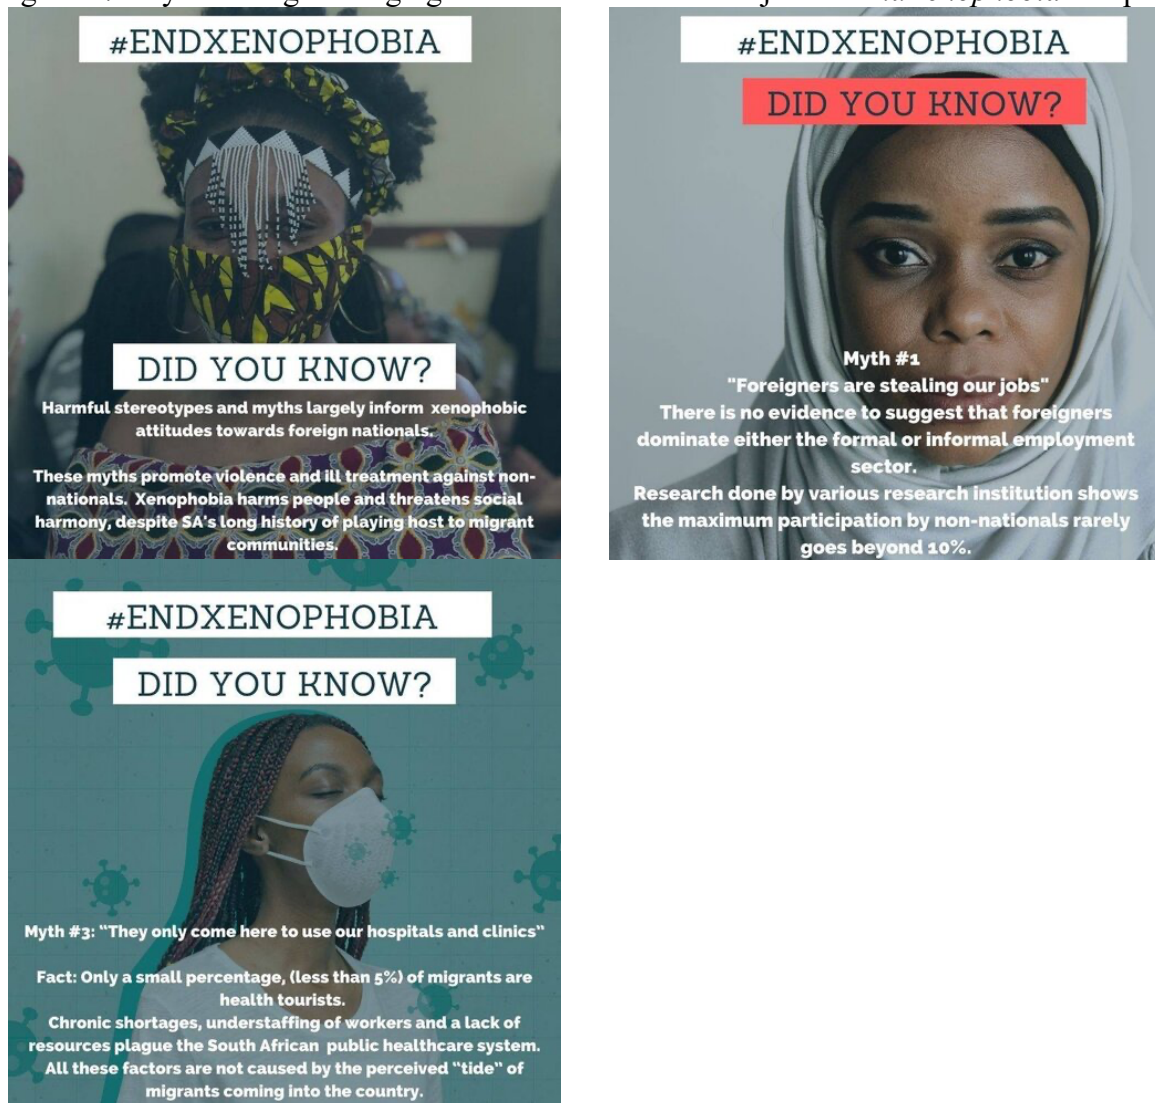 #ENDXENOPHOBIA
DID YOU KNOW?
Harmful stereotypes and myths largely inform xenophobic
attitudes towards foreign nationals.
These myths promote violence and ill treatment against non-
nationals. Xenophobia harms people and threatens social
harmony, despite SA's long history of playing host to migrant
communities.
#ENDXENOPHOBIA
DID YOU KNOW?
Myth #1
"Foreigners are stealing our jobs"
There is no evidence to suggest that foreigners
dominate either the formal or informal employment
sector.
Research done by various research institution shows
the maximum participation by non-nationals rarely
goes beyond 10%.
#ENDXENOPHOBIA
DID YOU KNOW?
Myth #3: “They only come here to use our hospitals and clinics”
Fact: Only a small percentage, (less than 5%) of migrants are
health tourists.
Chronic shortages, understaffing of workers and a lack of
resources plague the South African public healthcare system.
All these factors are not caused by the perceived “tide” of
migrants coming into the country.